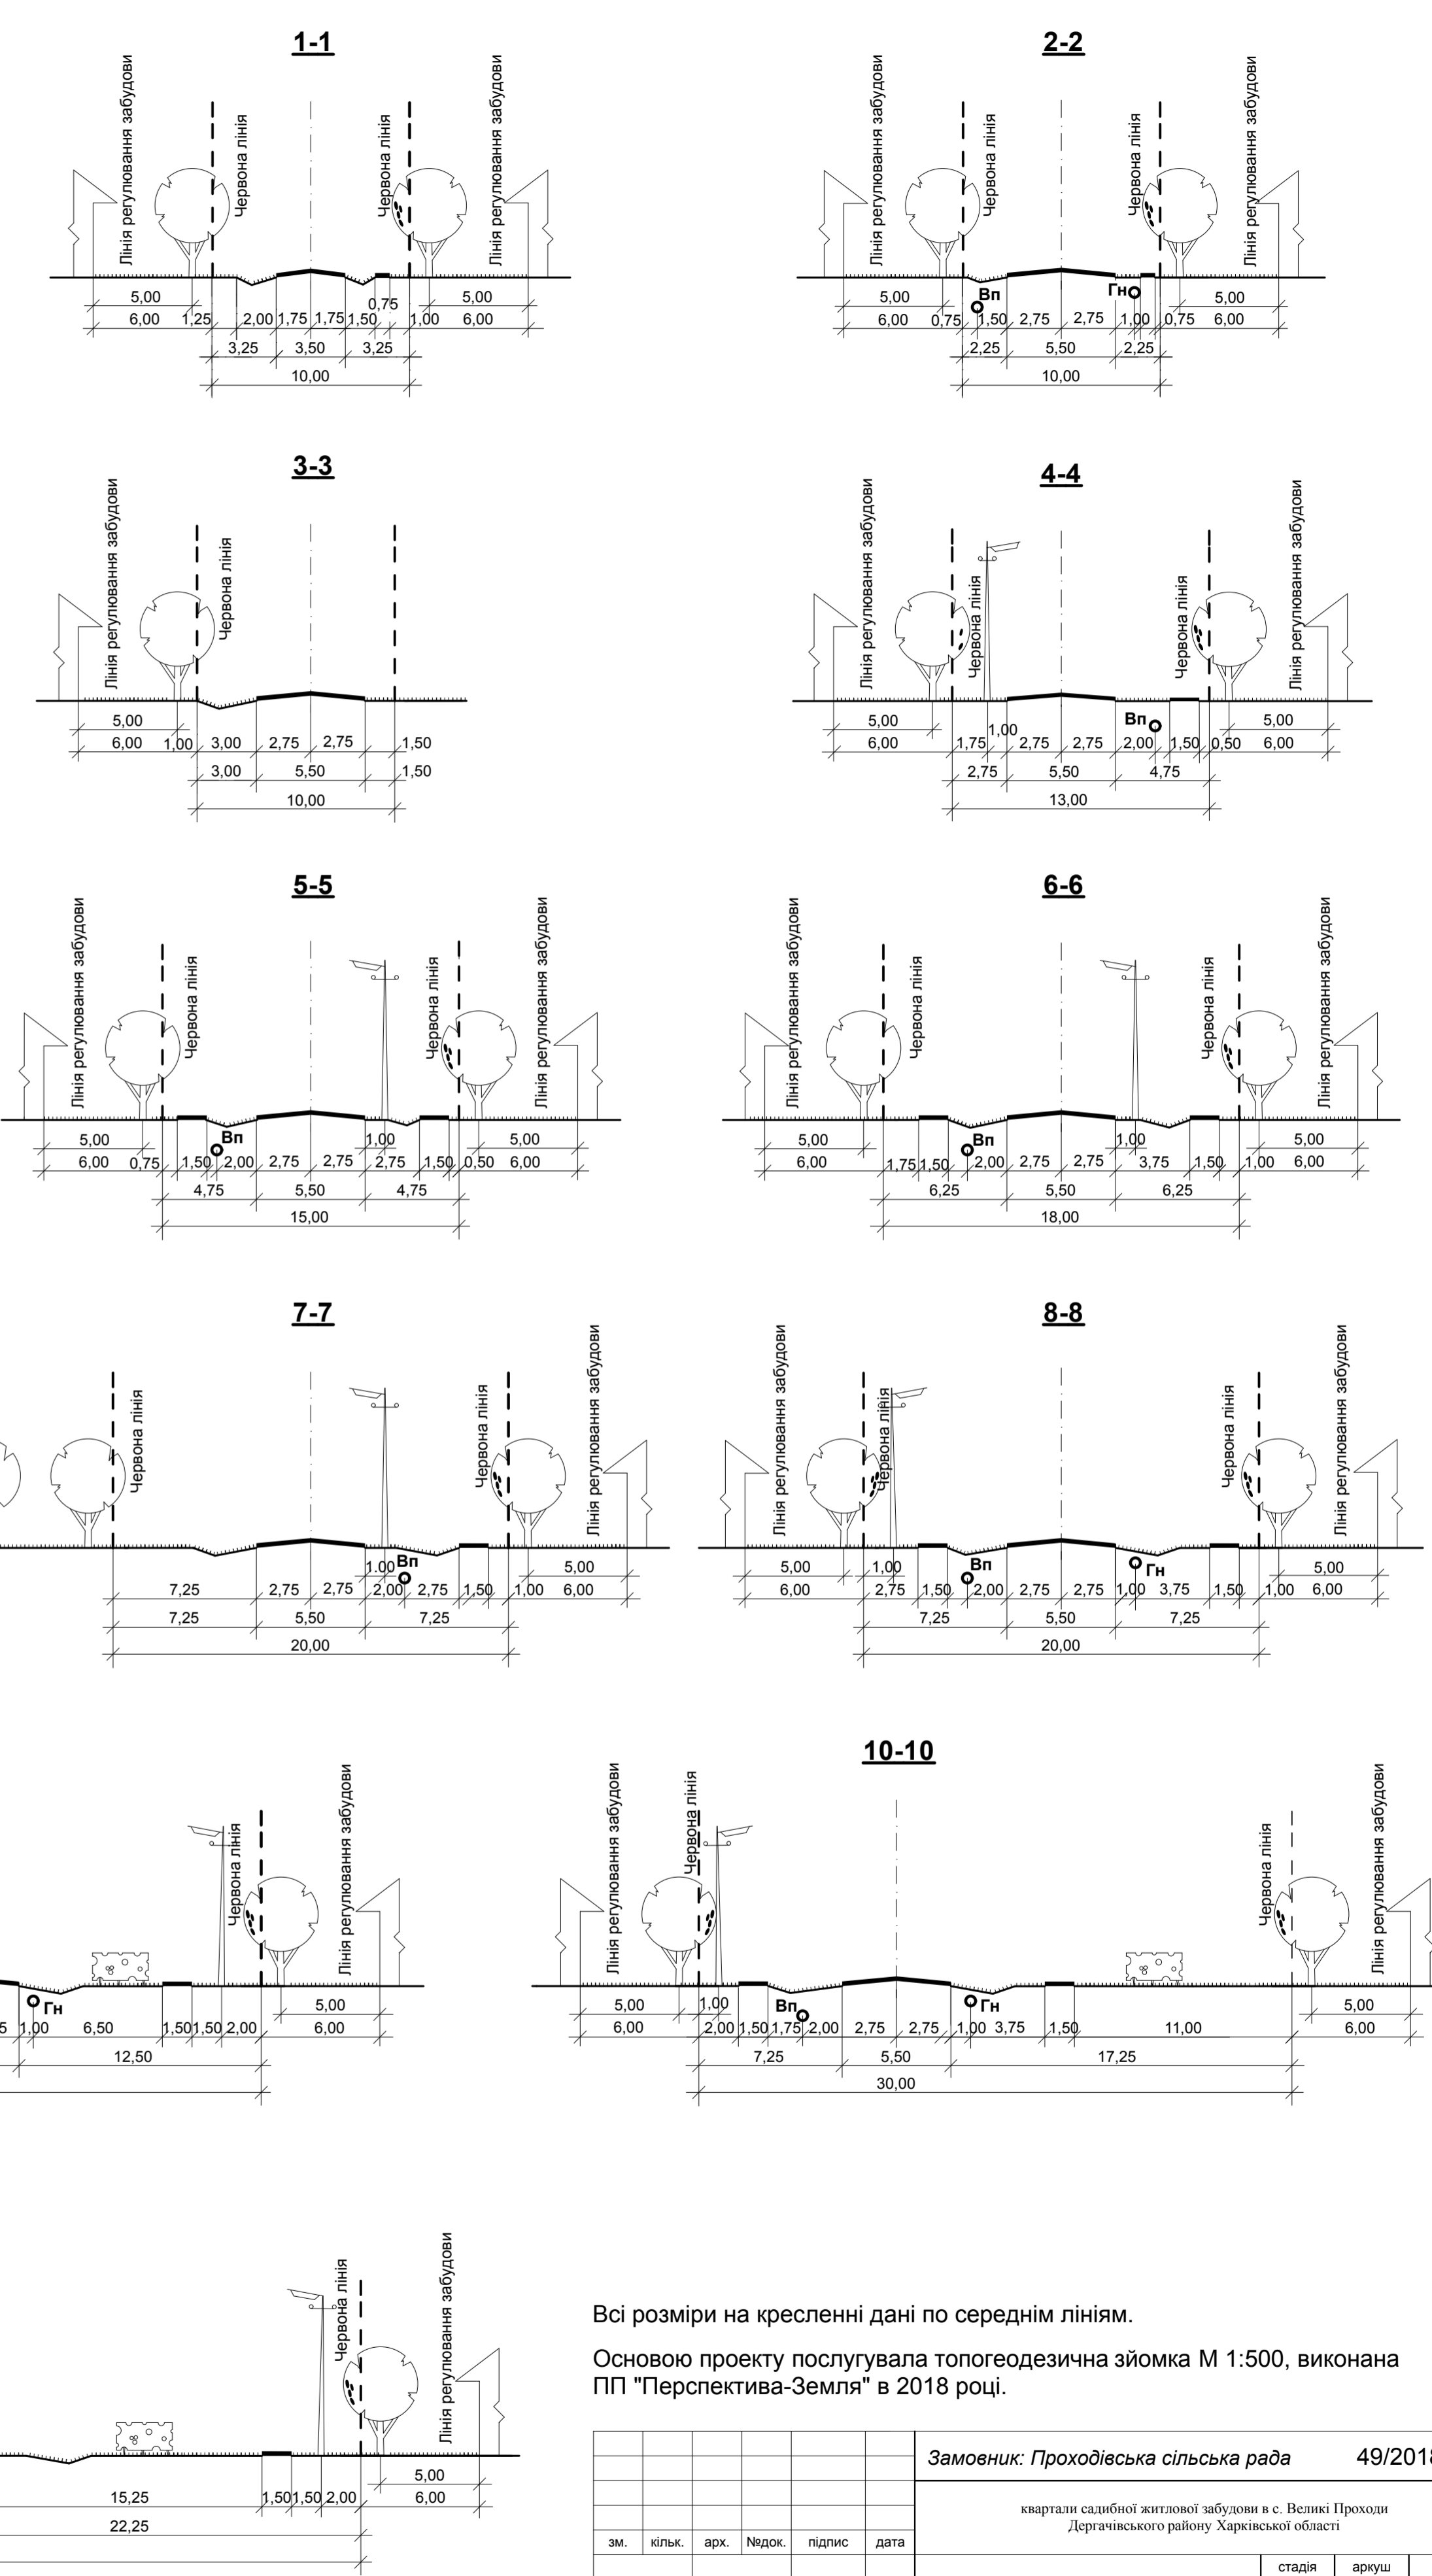 1-1
2-2
Лінія регулювання забудови
Червона лінія
Червона лінія
Лінія регулювання забудови
Лінія регулювання забудови
Червона лінія
Червона лінія
Лінія регулювання забудови
5,00
0,75
5,00
6,00 1,25 2,00 1,75 1,75 1,50 1,00 6,00
3,25 3,50 3,25
10,00
Вп
Гн
5,00
5,00
6,00 0,75 1,50 2,75 2,75 1,00 0,75 6,00
2,25 5,50 2,25
10,00
3-3
4-4
Лінія регулювання забудови
Червона лінія
Лінія регулювання забудови
Червона лінія
Червона лінія
Лінія регулювання забудови
5,00
6,00 1,00 3,00 2,75 2,75 1,50
3,00 5,50 1,50
10,00
Вп
5,00
1,00
5,00
6,00 1,75 2,75 2,75 2,00 1,50 0,50 6,00
2,75 5,50 4,75
13,00
5-5
6-6
Лінія регулювання забудови
Червона лінія
Червона лінія
Лінія регулювання забудови
Лінія регулювання забудови
Червона лінія
Червона лінія
Лінія регулювання забудови
Вп
5,00
1,00
5,00
6,00 0,75 1,50 2,00 2,75 2,75 2,75 1,50 0,50 6,00
4,75 5,50 4,75
15,00
Вп
5,00
1,00
5,00
6,00 1,75 1,50 2,00 2,75 2,75 3,75 1,50 1,00 6,00
6,25 5,50 6,25
18,00
7-7
8-8
Червона лінія
Червона лінія
Лінія регулювання забудови
Лінія регулювання забудови
Червона лінія
Червона лінія
Лінія регулювання забудови
1.00 Вп
5,00
7,25 2,75 2,75 2,00 2,75 1,50 1,00 6,00
7,25 5,50 7,25
20,00
5,00
1,00
Вп
Гн
5,00
6,00 2,75 1,50 2,00 2,75 2,75 1,00 3,75 1,50 1,00 6,00
7,25 5,50 7,25
20,00
10-10
Червона лінія
Лінія регулювання забудови
Лінія регулювання забудови
Червона лінія
Червона лінія
Лінія регулювання забудови
Гн
5,00
5 1,00 6,50 1,50 1,50 2,00 6,00
12,50
5,00
1,00
Вп
Гн
5,00
6,00 2,00 1,50 1,75 2,00 2,75 2,75 1,00 3,75 1,50 11,00 6,00
7,25 5,50 17,25
30,00
Червона лінія
Лінія регулювання забудови
5,00
15,25 1,50 1,50 2,00 6,00
22,25
Всі розміри на кресленні дані по середнім лініям.
Основою проекту послугувала топогеодезична зйомка М 1:500, виконана
ПП "Перспектива-Земля" в 2018 році.
Замовник: Проходівська сільська рада 49/2018
квартали садибної житлової забудови в с. Великі Проходи
Дергачівського району Харківської області
зм. кільк. арх. №док. підпис дата
стадія аркуш